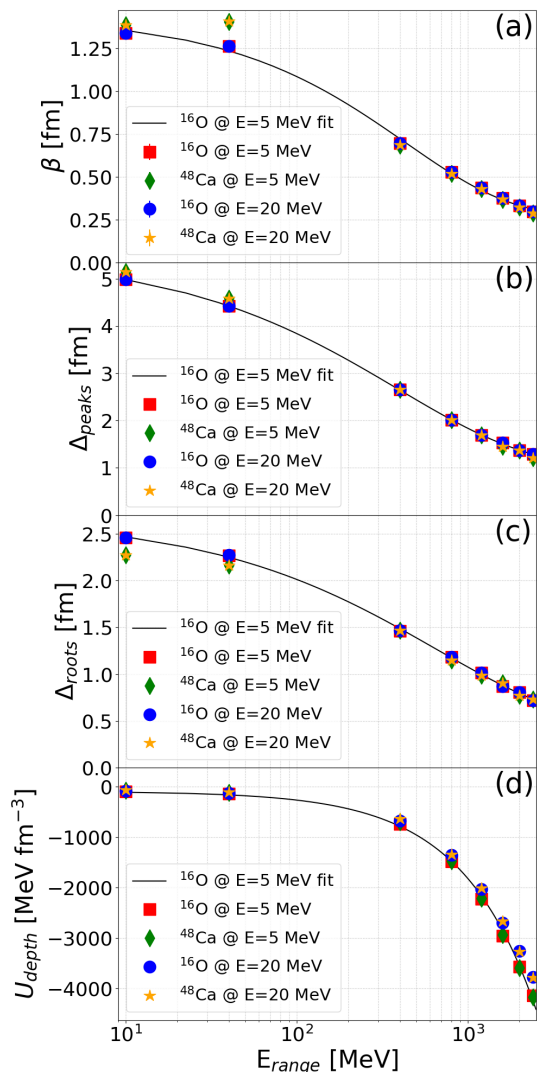 (a)
1.25
1.00
0.75
0.50
0.25
0.00
β [fm]
¹⁶O @ E=5 MeV fit
¹⁶O @ E=5 MeV
⁴⁸Ca @ E=5 MeV
¹⁶O @ E=20 MeV
⁴⁸Ca @ E=20 MeV
(b)
5
4
3
2
1
0
Δpeaks [fm]
¹⁶O @ E=5 MeV fit
¹⁶O @ E=5 MeV
⁴⁸Ca @ E=5 MeV
¹⁶O @ E=20 MeV
⁴⁸Ca @ E=20 MeV
(c)
2.5
2.0
1.5
1.0
0.5
0.0
Δroots [fm]
¹⁶O @ E=5 MeV fit
¹⁶O @ E=5 MeV
⁴⁸Ca @ E=5 MeV
¹⁶O @ E=20 MeV
⁴⁸Ca @ E=20 MeV
(d)
0
−1000
−2000
−3000
−4000
Udepth [MeV fm⁻³]
¹⁶O @ E=5 MeV fit
¹⁶O @ E=5 MeV
⁴⁸Ca @ E=5 MeV
¹⁶O @ E=20 MeV
⁴⁸Ca @ E=20 MeV
10¹ 10² 10³
Erange [MeV]